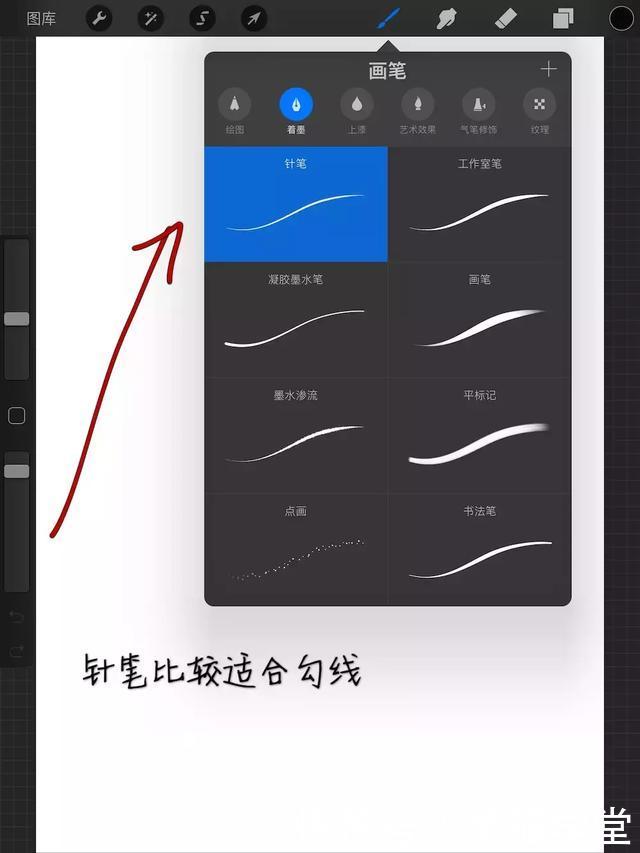 图库
画笔
绘图 着墨 上漆 艺术效果 气笔修饰 纹理
针笔 工作室笔
凝胶墨水笔 画笔
墨水渗流 平标记
点画 书法笔
针笔比较适合勾线
堂